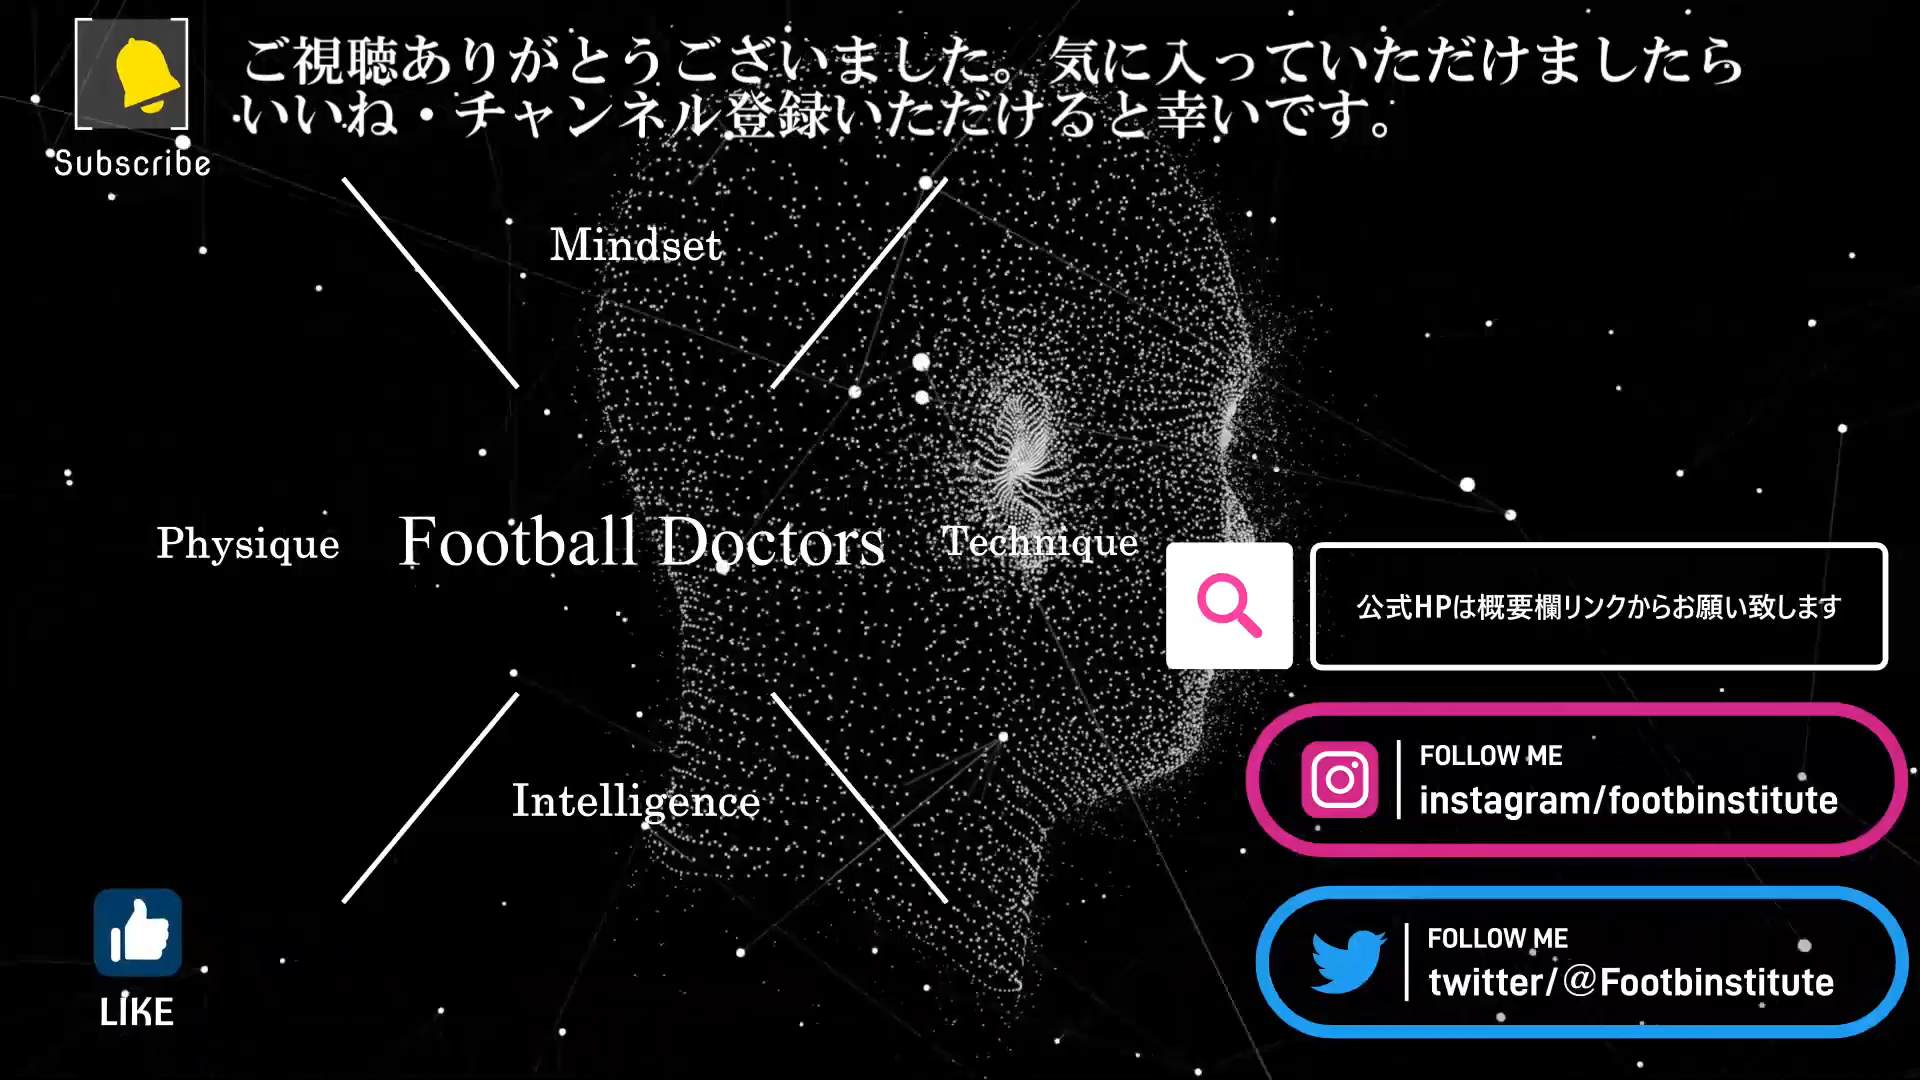 ご視聴ありがとうございました。気に入っていただけましたら
いいね・チャンネル登録いただけると幸いです。
Subscribe
Mindset
Physique
Football Doctors
Technique
公式HPは概要欄リンクからお願い致します
Intelligence
FOLLOW ME
instagram/footbinstitute
FOLLOW ME
twitter/@Footbinstitute
LIKE